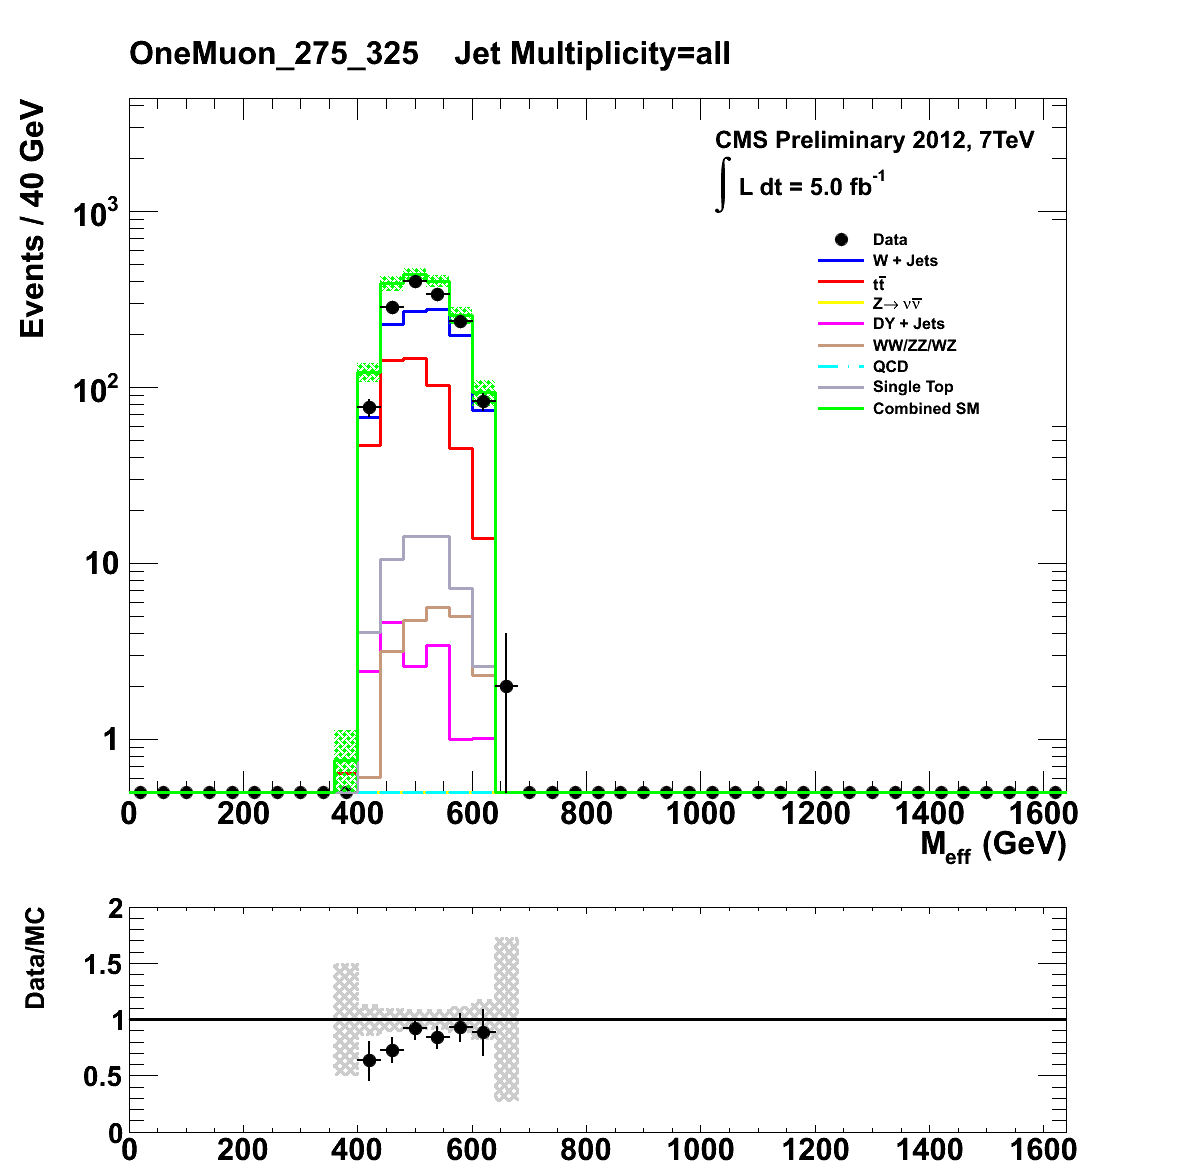 OneMuon_275_325 Jet Multiplicity=all
Events / 40 GeV
CMS Preliminary 2012, 7TeV
∫ L dt = 5.0 fb⁻¹
Data
W + Jets
tt̅
Z→ νν̅
DY + Jets
WW/ZZ/WZ
QCD
Single Top
Combined SM
10³
10²
10
1
0 200 400 600 800 1000 1200 1400 1600
M_eff (GeV)
Data/MC
2
1.5
1
0.5
0
0 200 400 600 800 1000 1200 1400 1600